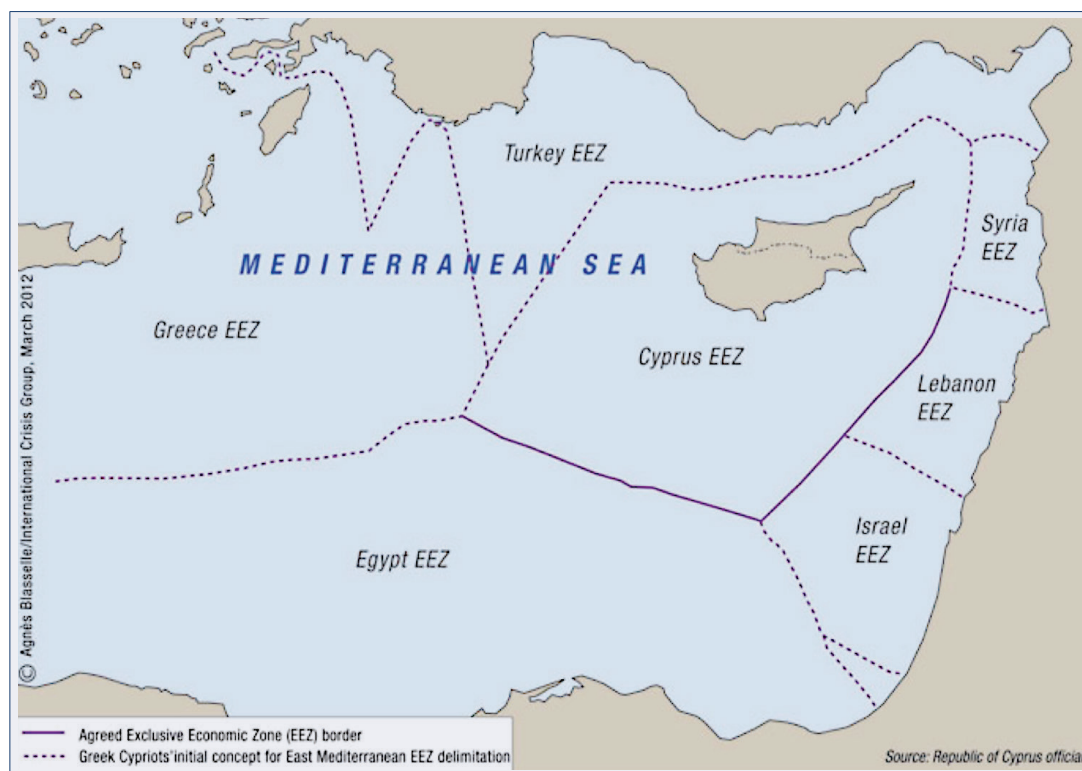 Turkey EEZ
MEDITERRANEAN SEA
Syria
EEZ
Greece EEZ
Cyprus EEZ
Lebanon
EEZ
Israel
EEZ
Egypt EEZ
© Agnès Blasselle/International Crisis Group, March 2012
Agreed Exclusive Economic Zone (EEZ) border
Greek Cypriots'initial concept for East Mediterranean EEZ delimitation
Source: Republic of Cyprus official